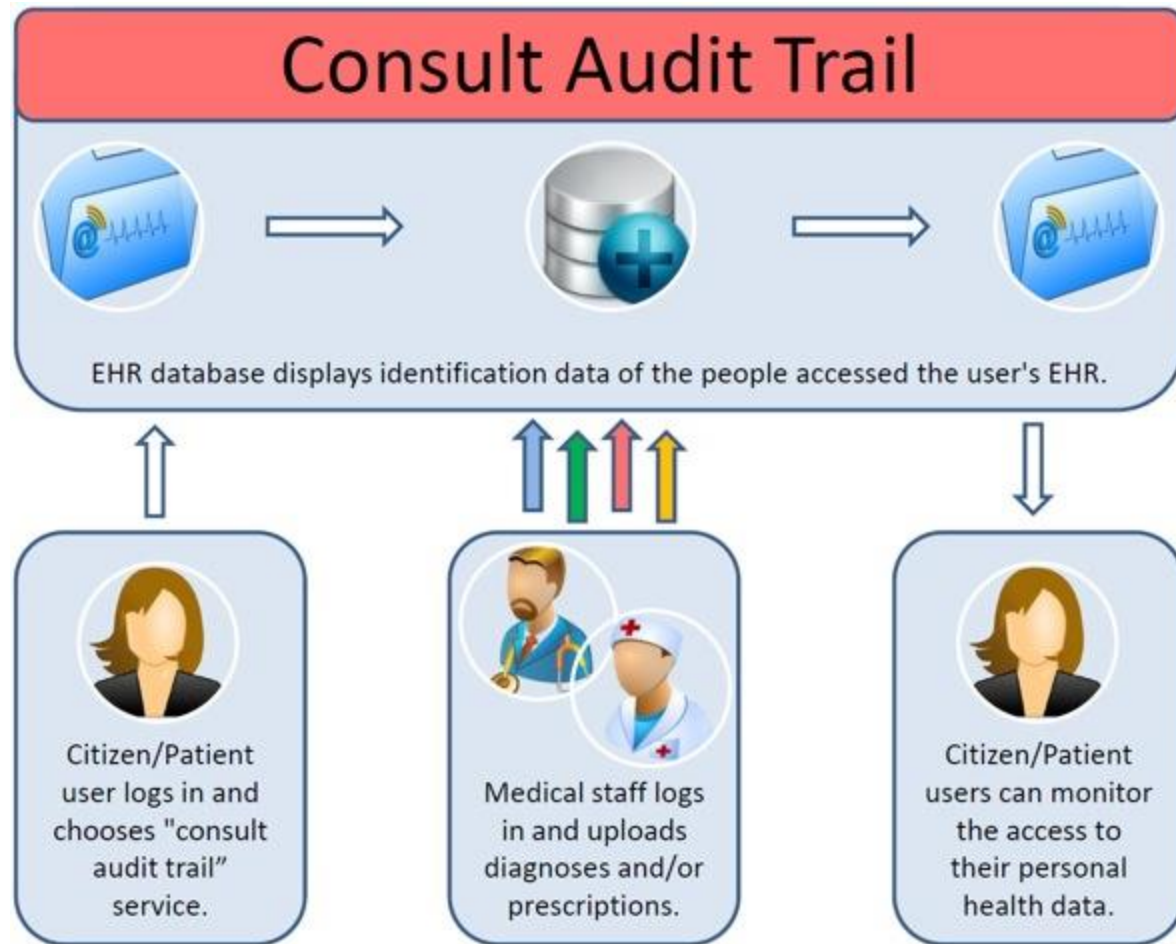 Consult Audit Trail
@
@
EHR database displays identification data of the people accessed the user's EHR.
Citizen/Patient
user logs in and
chooses "consult
audit trail”
service.
Medical staff logs
in and uploads
diagnoses and/or
prescriptions.
Citizen/Patient
users can monitor
the access to
their personal
health data.